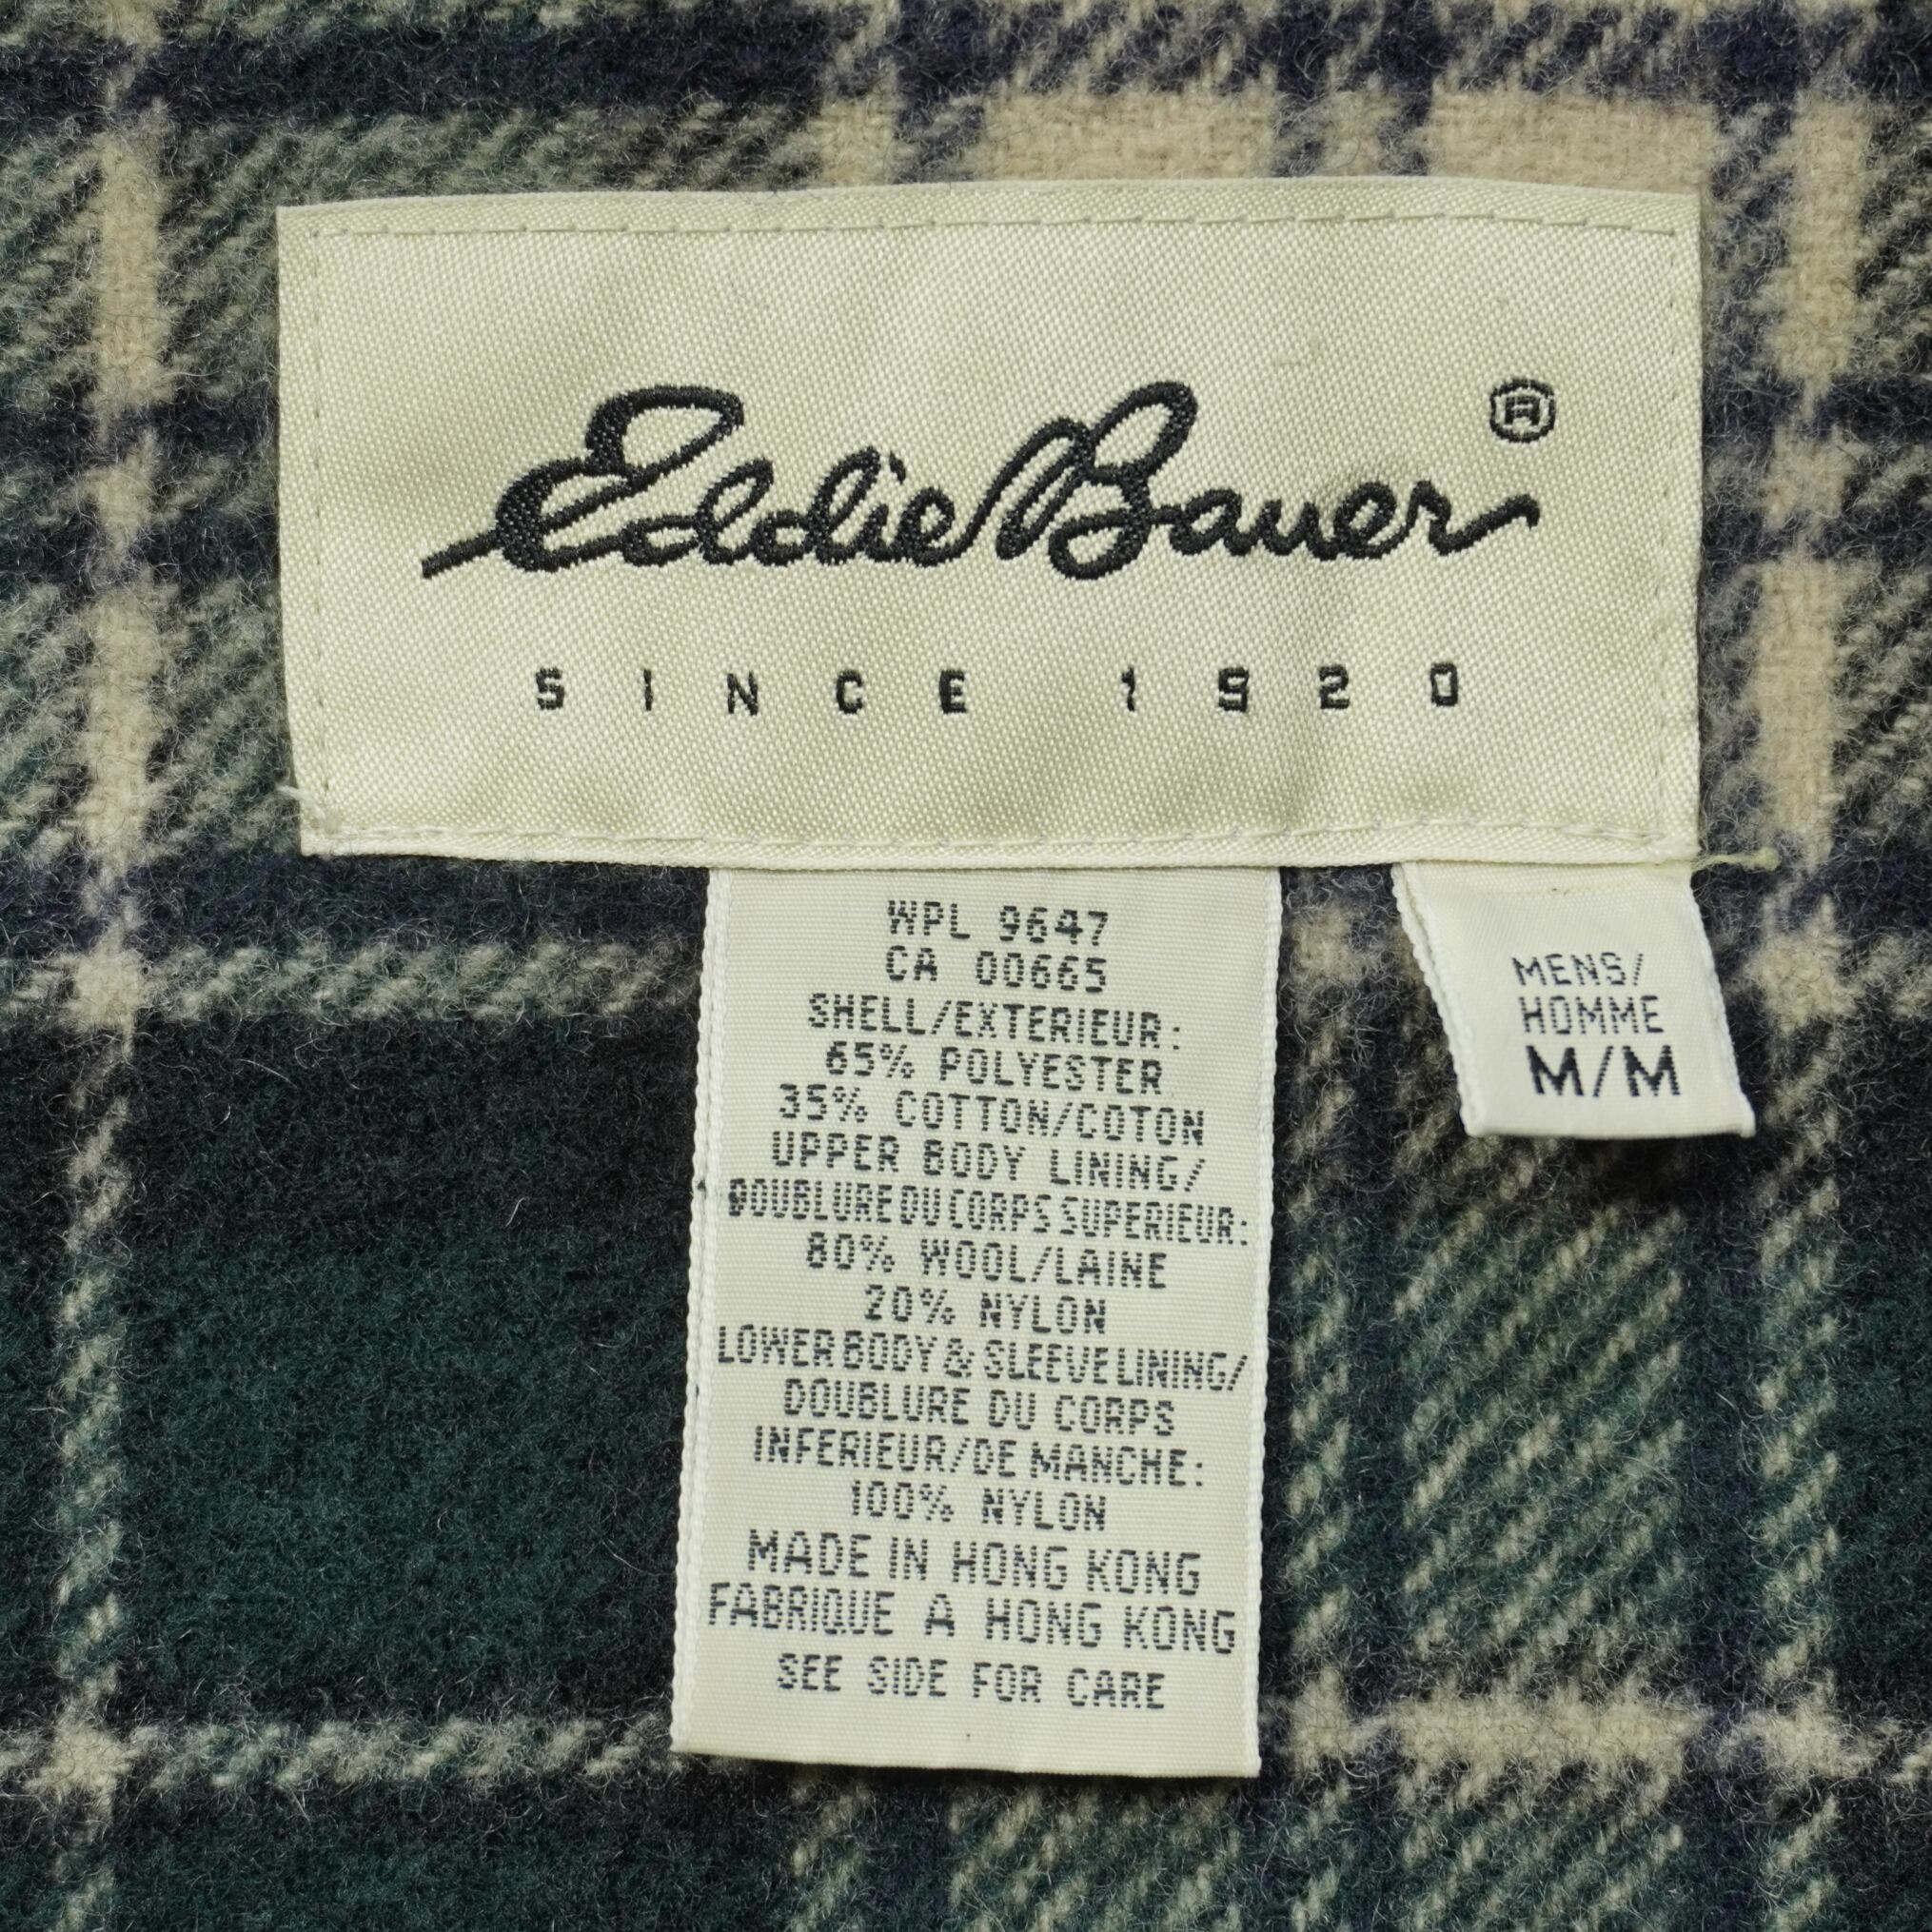 Eddie Bauer ®
SINCE 1920
WPL 9647
CA 00665
SHELL/EXTERIEUR:
65% POLYESTER
35% COTTON/COTON
UPPER BODY LINING/
DOUBLURE DU CORPS SUPERIEUR:
80% WOOL/LAINE
20% NYLON
LOWER BODY & SLEEVE LINING/
DOUBLURE DU CORPS
INFERIEUR/DE MANCHE:
100% NYLON
MADE IN HONG KONG
FABRIQUE A HONG KONG
SEE SIDE FOR CARE
MENS/
HOMME
M/M